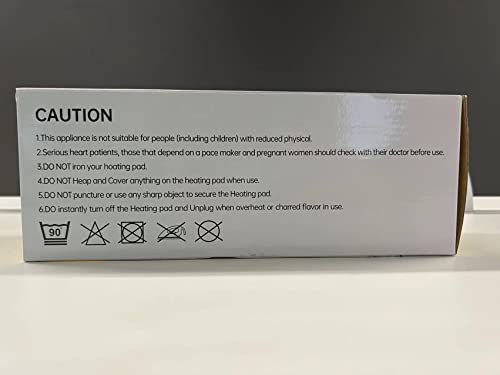 CAUTION
1.This appliance is not suitable for people (including children) with reduced physical.
2.Serious heart patients, those that depend on a pace maker and pregnant women should check with their doctor before use.
3.DO NOT iron your hoating pad.
4.DO NOT Heap and Cover anything on the heating pad when use.
5.DO NOT puncture or use any sharp object to secure the Heating pad.
6.DO instantly turn off the Heating pad and Unplug when overheat or charred flavor in use.
90